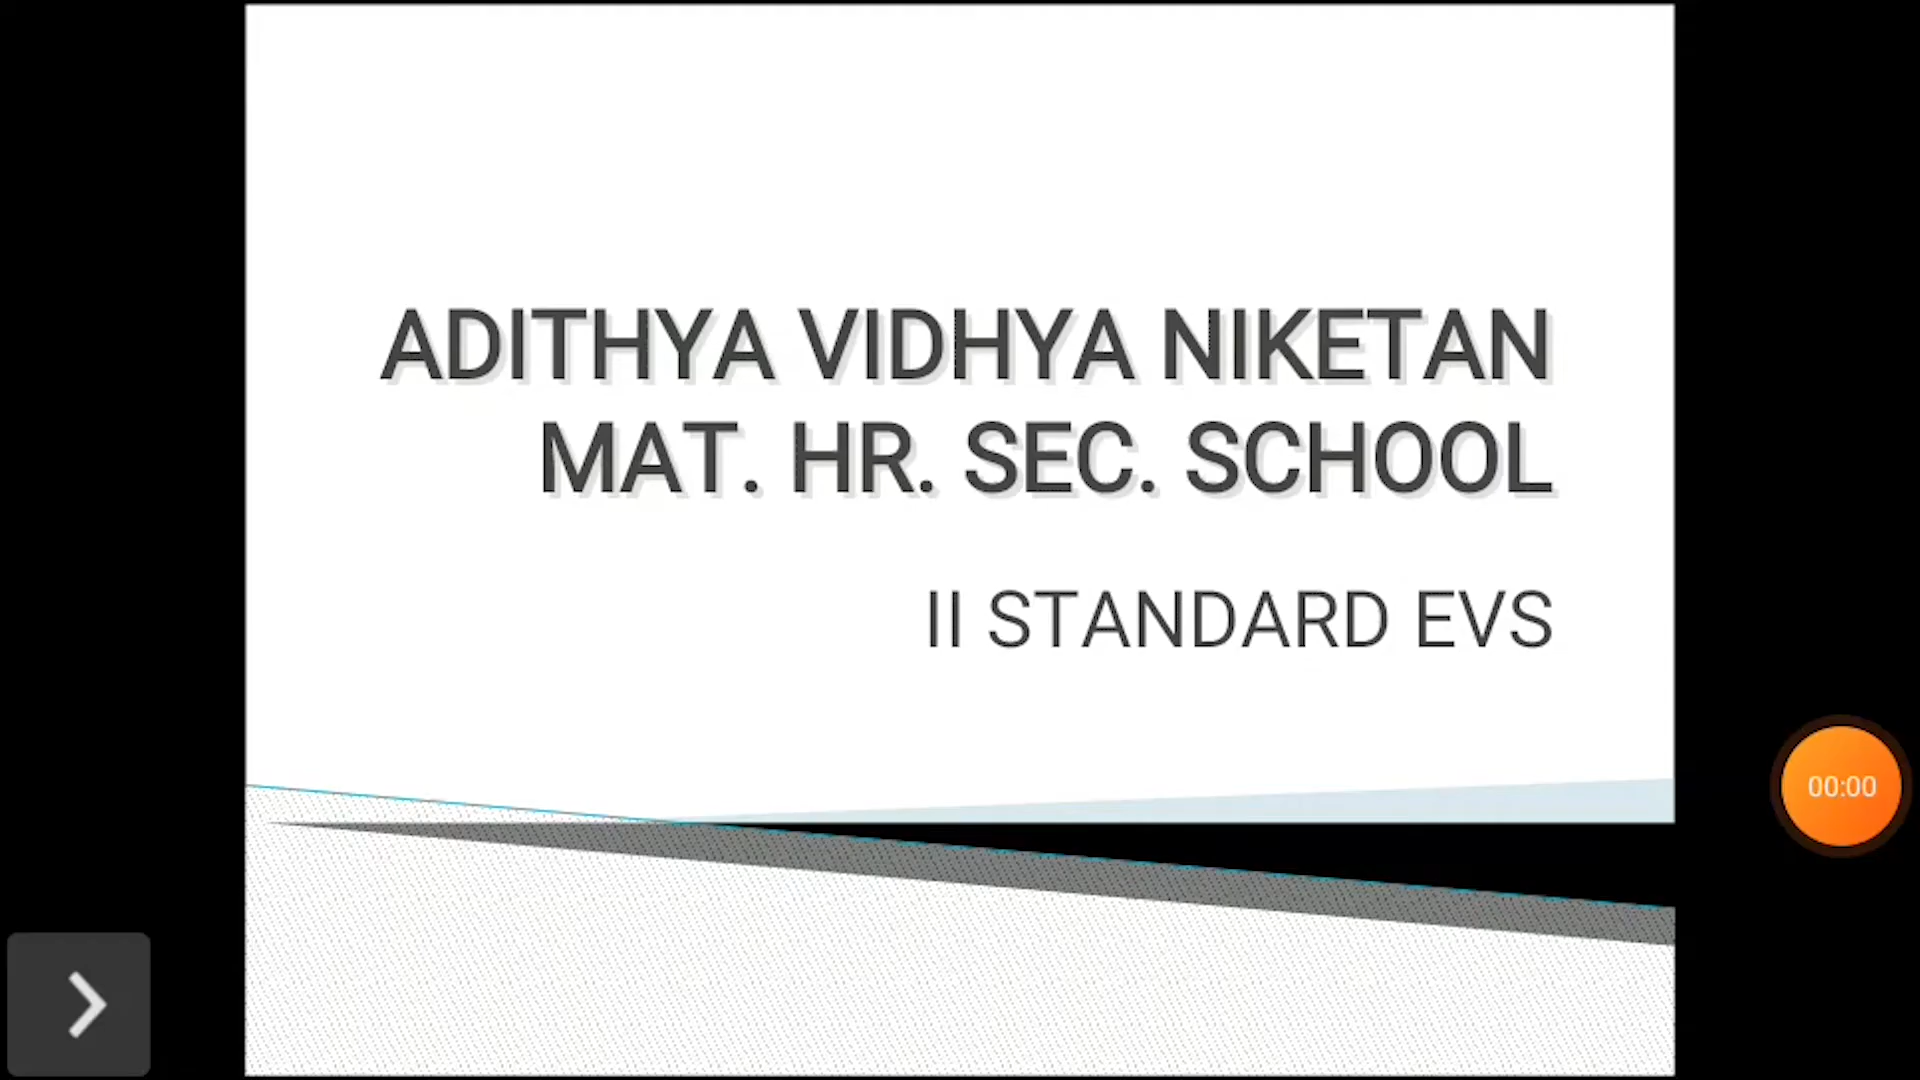 ADITHYA VIDHYA NIKETAN
MAT. HR. SEC. SCHOOL
II STANDARD EVS
00:00